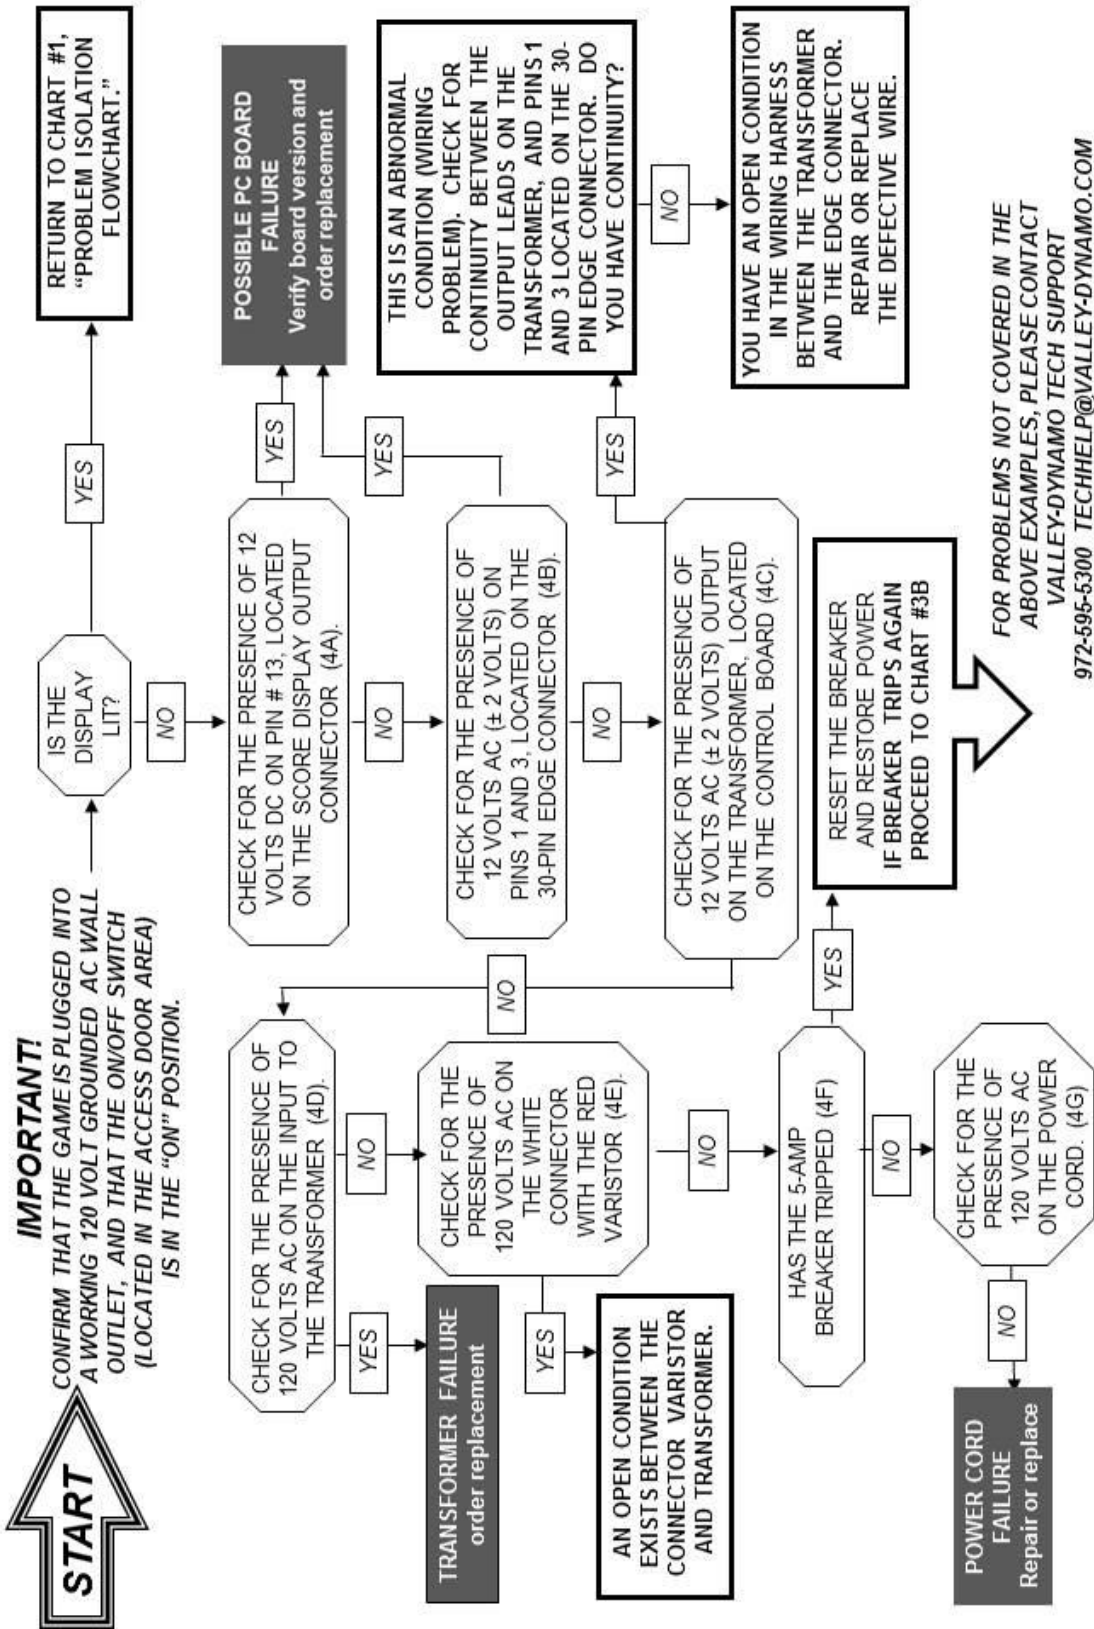 START
IMPORTANT!
CONFIRM THAT THE GAME IS PLUGGED INTO
A WORKING 120 VOLT GROUNDED AC WALL
OUTLET, AND THAT THE ON/OFF SWITCH
(LOCATED IN THE ACCESS DOOR AREA)
IS IN THE "ON" POSITION.
IS THE
DISPLAY
LIT?
YES
RETURN TO CHART #1,
"PROBLEM ISOLATION
FLOWCHART."
NO
CHECK FOR THE PRESENCE OF 12
VOLTS DC ON PIN # 13, LOCATED
ON THE SCORE DISPLAY OUTPUT
CONNECTOR (4A).
YES
POSSIBLE PC BOARD
FAILURE
Verify board version and
order replacement
NO
CHECK FOR THE PRESENCE OF
12 VOLTS AC (± 2 VOLTS) ON
PINS 1 AND 3, LOCATED ON THE
30-PIN EDGE CONNECTOR (4B).
YES
NO
CHECK FOR THE PRESENCE OF
12 VOLTS AC (± 2 VOLTS) OUTPUT
ON THE TRANSFORMER, LOCATED
ON THE CONTROL BOARD (4C).
YES
THIS IS AN ABNORMAL
CONDITION (WIRING
PROBLEM). CHECK FOR
CONTINUITY BETWEEN THE
OUTPUT LEADS ON THE
TRANSFORMER, AND PINS 1
AND 3 LOCATED ON THE 30-
PIN EDGE CONNECTOR. DO
YOU HAVE CONTINUITY?
NO
YOU HAVE AN OPEN CONDITION
IN THE WIRING HARNESS
BETWEEN THE TRANSFORMER
AND THE EDGE CONNECTOR.
REPAIR OR REPLACE
THE DEFECTIVE WIRE.
NO
CHECK FOR THE PRESENCE OF
120 VOLTS AC ON THE INPUT TO
THE TRANSFORMER (4D).
YES
TRANSFORMER FAILURE
order replacement
NO
CHECK FOR THE
PRESENCE OF
120 VOLTS AC ON
THE WHITE
CONNECTOR
WITH THE RED
VARISTOR (4E).
YES
AN OPEN CONDITION
EXISTS BETWEEN THE
CONNECTOR VARISTOR
AND TRANSFORMER.
NO
HAS THE 5-AMP
BREAKER TRIPPED (4F)
YES
RESET THE BREAKER
AND RESTORE POWER
IF BREAKER TRIPS AGAIN
PROCEED TO CHART #3B
NO
CHECK FOR THE
PRESENCE OF
120 VOLTS AC
ON THE POWER
CORD. (4G)
NO
POWER CORD
FAILURE
Repair or replace
FOR PROBLEMS NOT COVERED IN THE
ABOVE EXAMPLES, PLEASE CONTACT
VALLEY-DYNAMO TECH SUPPORT
972-595-5300 TECHHELP@VALLEY-DYNAMO.COM